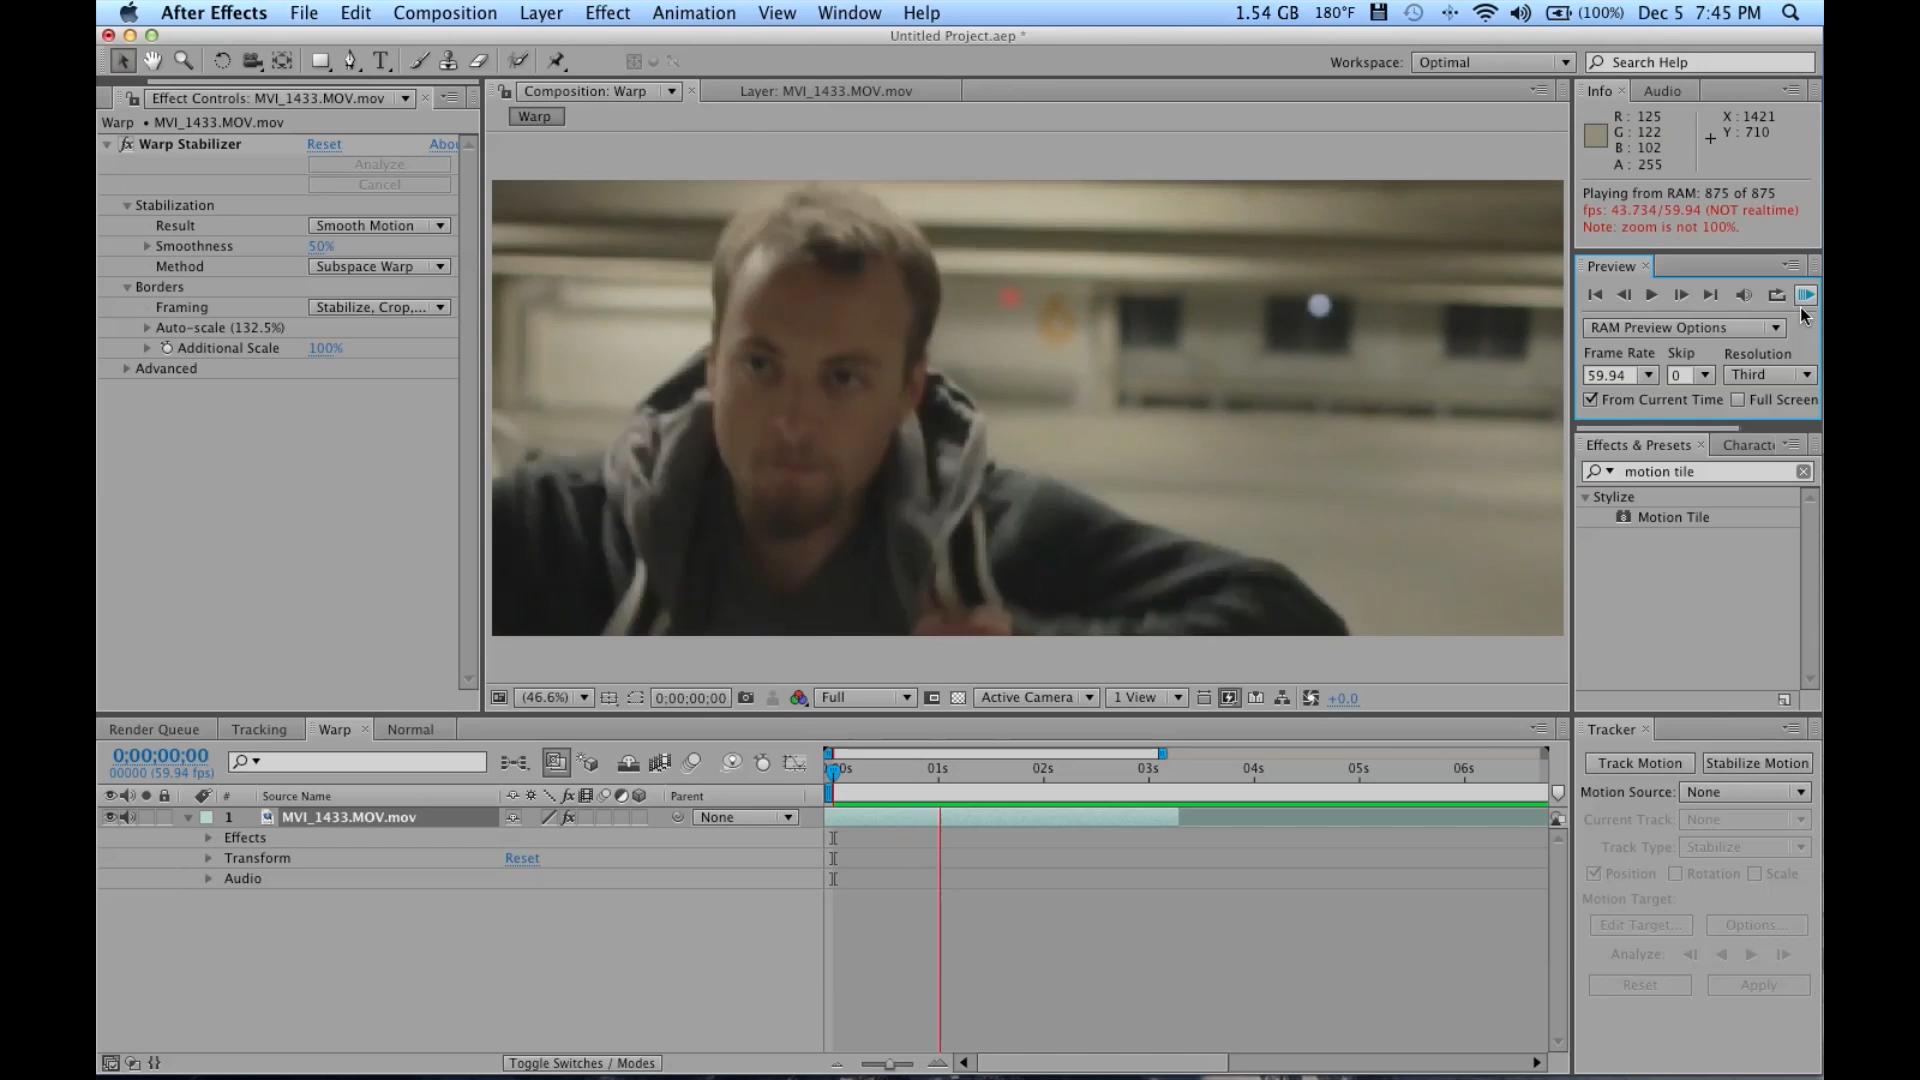 After Effects File Edit Composition Layer Effect Animation View Window Help 1.54 GB 180°F (100%) Dec 5 7:45 PM
Untitled Project.aep *
Workspace: Optimal Search Help
Effect Controls: MVI_1433.MOV.mov
Warp • MVI_1433.MOV.mov
fx Warp Stabilizer Reset Abou
Analyze
Cancel
Stabilization
Result Smooth Motion
Smoothness 50%
Method Subspace Warp
Borders
Framing Stabilize, Crop,...
Auto-scale (132.5%)
Additional Scale 100%
Advanced
Composition: Warp Layer: MVI_1433.MOV.mov
Warp
(46.6%) 0;00;00;00 Full Active Camera 1 View +0.0
Info Audio
R : 125 X : 1421
G : 122 Y : 710
B : 102
A : 255
Playing from RAM: 875 of 875
fps: 43.734/59.94 (NOT realtime)
Note: zoom is not 100%.
Preview
RAM Preview Options
Frame Rate Skip Resolution
59.94 0 Third
From Current Time Full Screen
Effects & Presets Characte
motion tile
Stylize
Motion Tile
Render Queue Tracking Warp Normal
0;00;00;00
00000 (59.94 fps)
00s 01s 02s 03s 04s 05s 06s
# Source Name fx Parent
1 MVI_1433.MOV.mov fx None
Effects
Transform Reset
Audio
Toggle Switches / Modes
Tracker
Track Motion Stabilize Motion
Motion Source: None
Current Track: None
Track Type: Stabilize
Position Rotation Scale
Motion Target:
Edit Target... Options...
Analyze:
Reset Apply